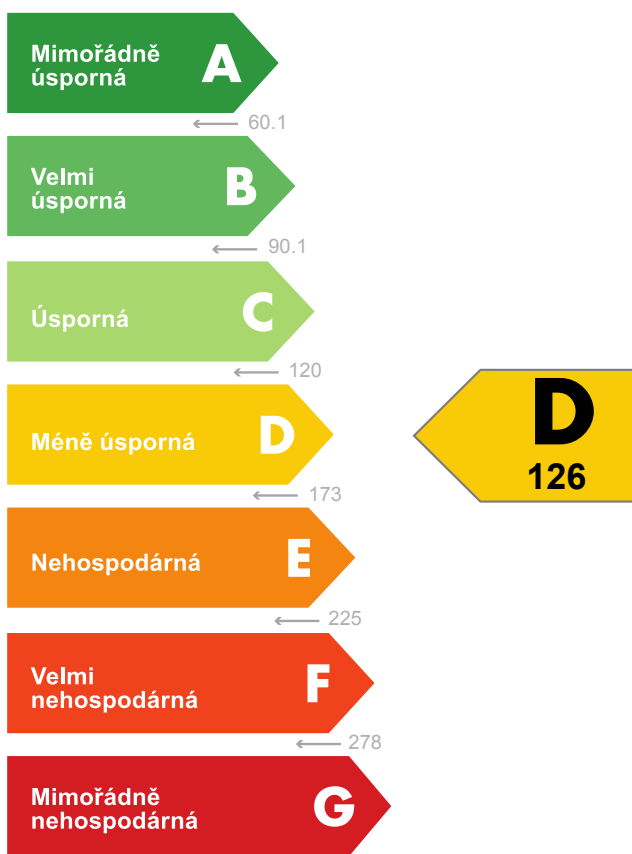 Mimořádně
úsporná
A
60.1
Velmi
úsporná
B
90.1
Úsporná
C
120
Méně úsporná
D
173
D
126
Nehospodárná
E
225
Velmi
nehospodárná
F
278
Mimořádně
nehospodárná
G